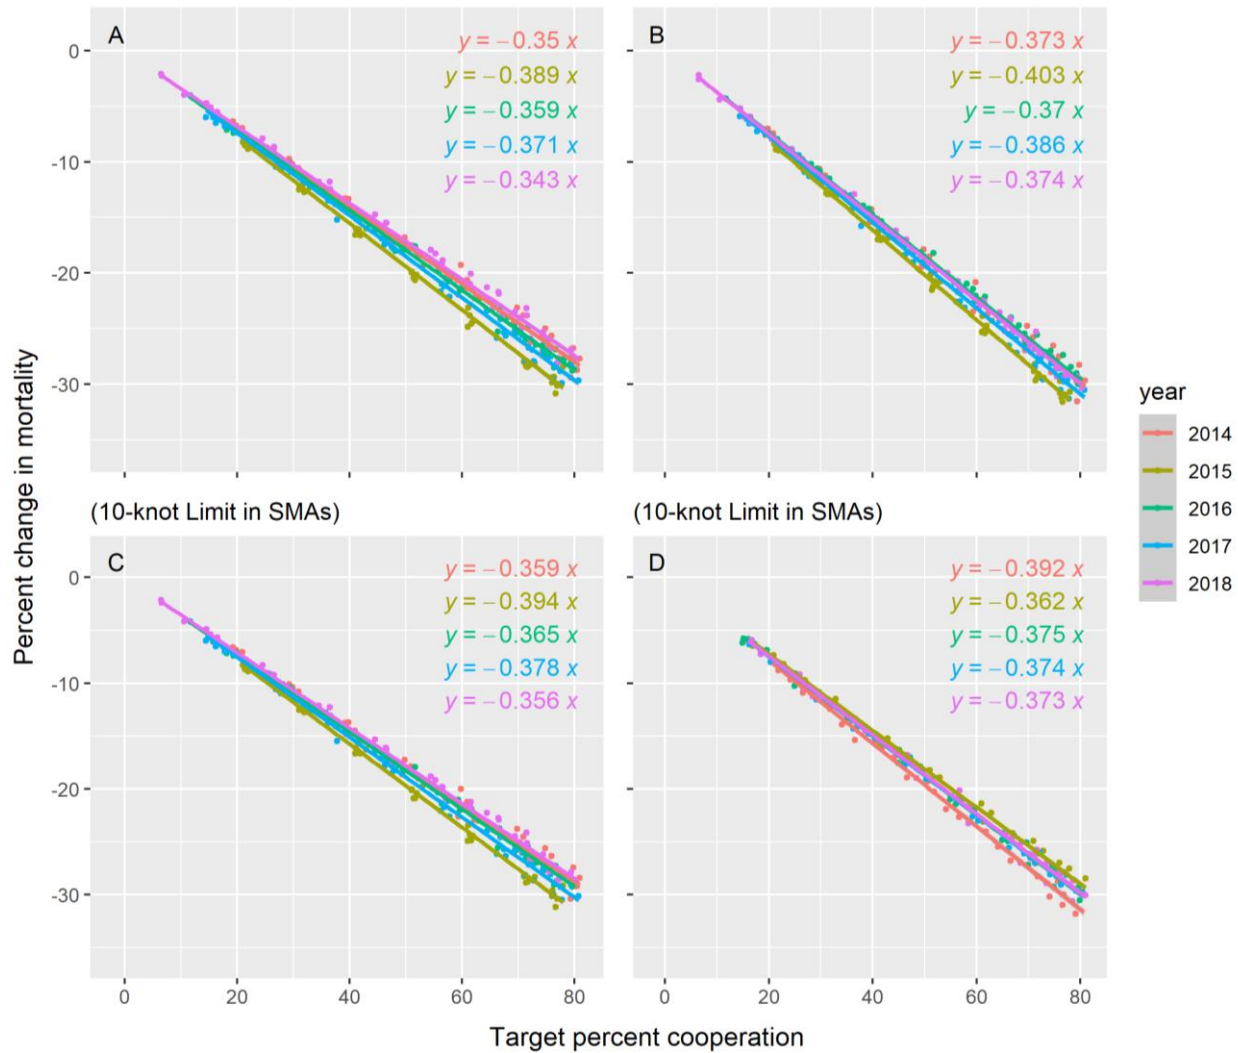 A
y = −0.35 x
y = −0.389 x
y = −0.359 x
y = −0.371 x
y = −0.343 x
0
-10
-20
-30
B
y = −0.373 x
y = −0.403 x
y = −0.37 x
y = −0.386 x
y = −0.374 x
Percent change in mortality
(10-knot Limit in SMAs)
(10-knot Limit in SMAs)
C
y = −0.359 x
y = −0.394 x
y = −0.365 x
y = −0.378 x
y = −0.356 x
0
-10
-20
-30
0 20 40 60 80
D
y = −0.392 x
y = −0.362 x
y = −0.375 x
y = −0.374 x
y = −0.373 x
0 20 40 60 80
Target percent cooperation
year
2014
2015
2016
2017
2018